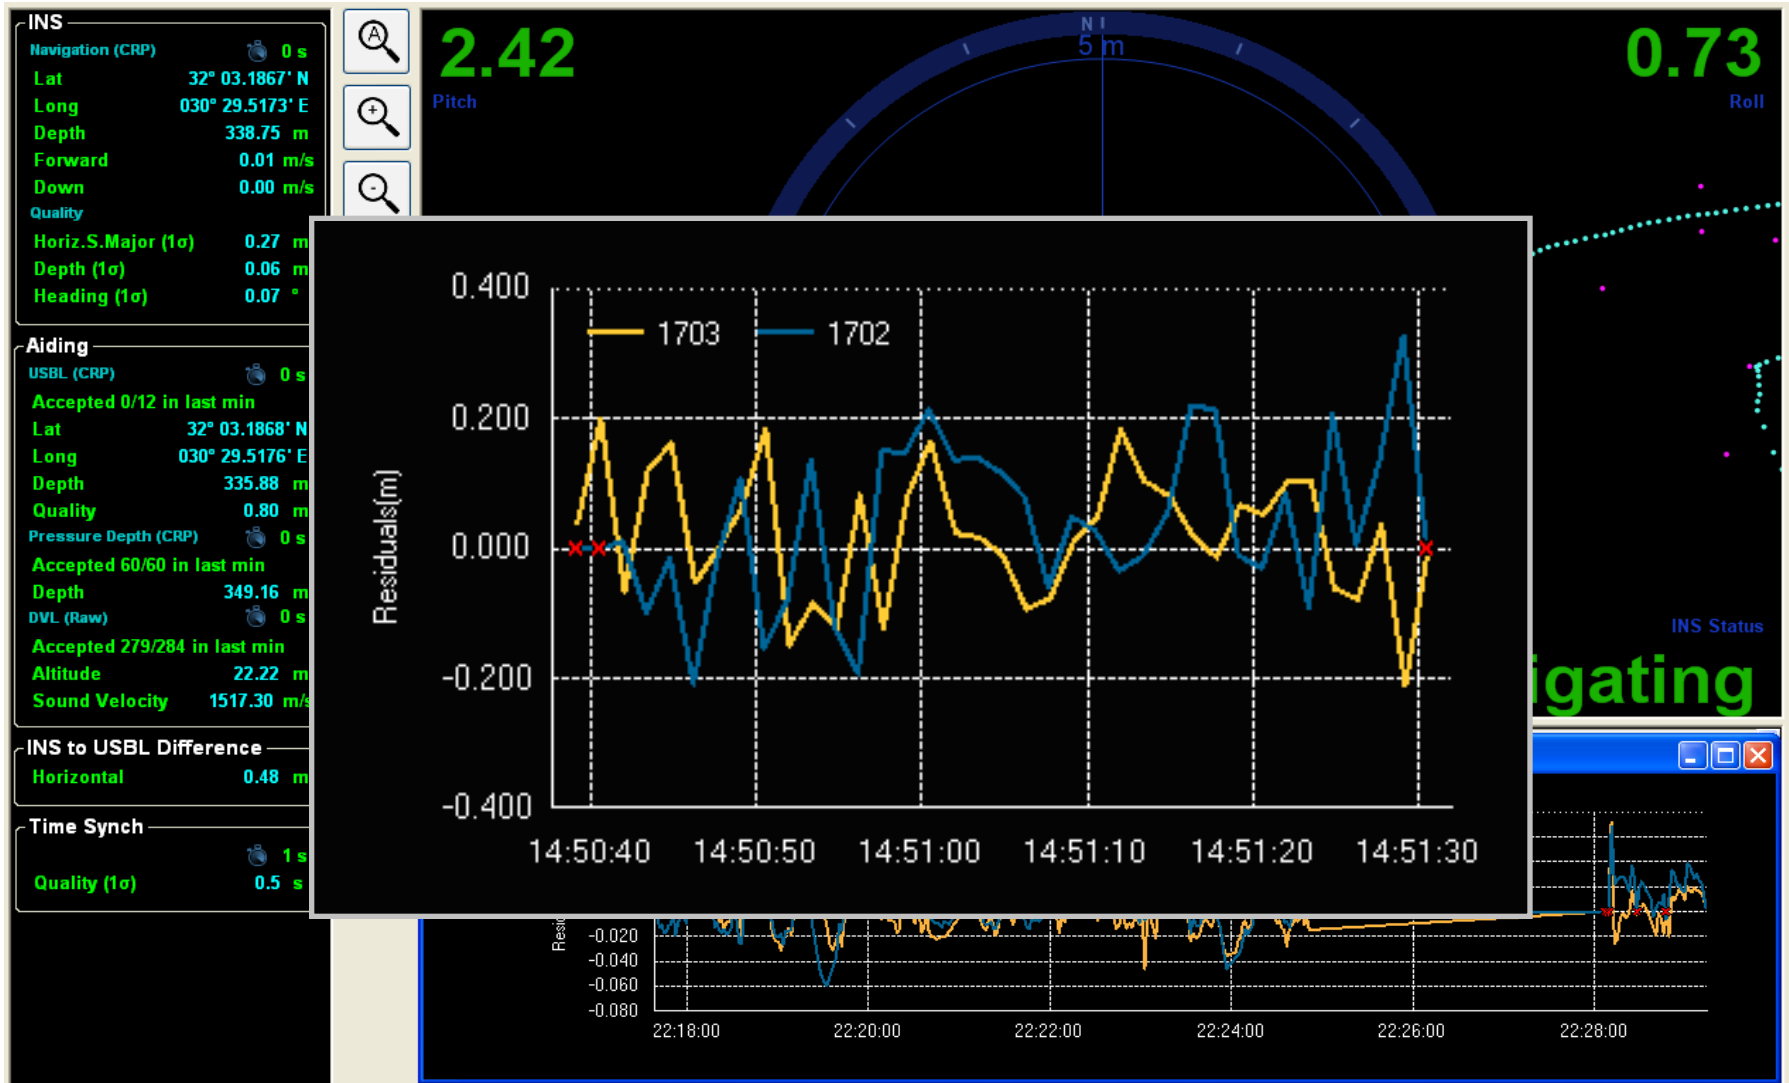 INS
Navigation (CRP) 0 s
Lat 32° 03.1867' N
Long 030° 29.5173' E
Depth 338.75 m
Forward 0.01 m/s
Down 0.00 m/s
Quality
Horiz.S.Major (1σ) 0.27 m
Depth (1σ) 0.06 m
Heading (1σ) 0.07 °
Aiding
USBL (CRP) 0 s
Accepted 0/12 in last min
Lat 32° 03.1868' N
Long 030° 29.5176' E
Depth 335.88 m
Quality 0.80 m
Pressure Depth (CRP) 0 s
Accepted 60/60 in last min
Depth 349.16 m
DVL (Raw) 0 s
Accepted 279/284 in last min
Altitude 22.22 m
Sound Velocity 1517.30 m/s
INS to USBL Difference
Horizontal 0.48 m
Time Synch
1 s
Quality (1σ) 0.5 s
A
+
-
2.42
Pitch
N
5 m
0.73
Roll
INS Status
igating
0.400
0.200
0.000
-0.200
-0.400
Residuals(m)
1703 1702
14:50:40 14:50:50 14:51:00 14:51:10 14:51:20 14:51:30
Resid
-0.020
-0.040
-0.060
-0.080
22:18:00 22:20:00 22:22:00 22:24:00 22:26:00 22:28:00